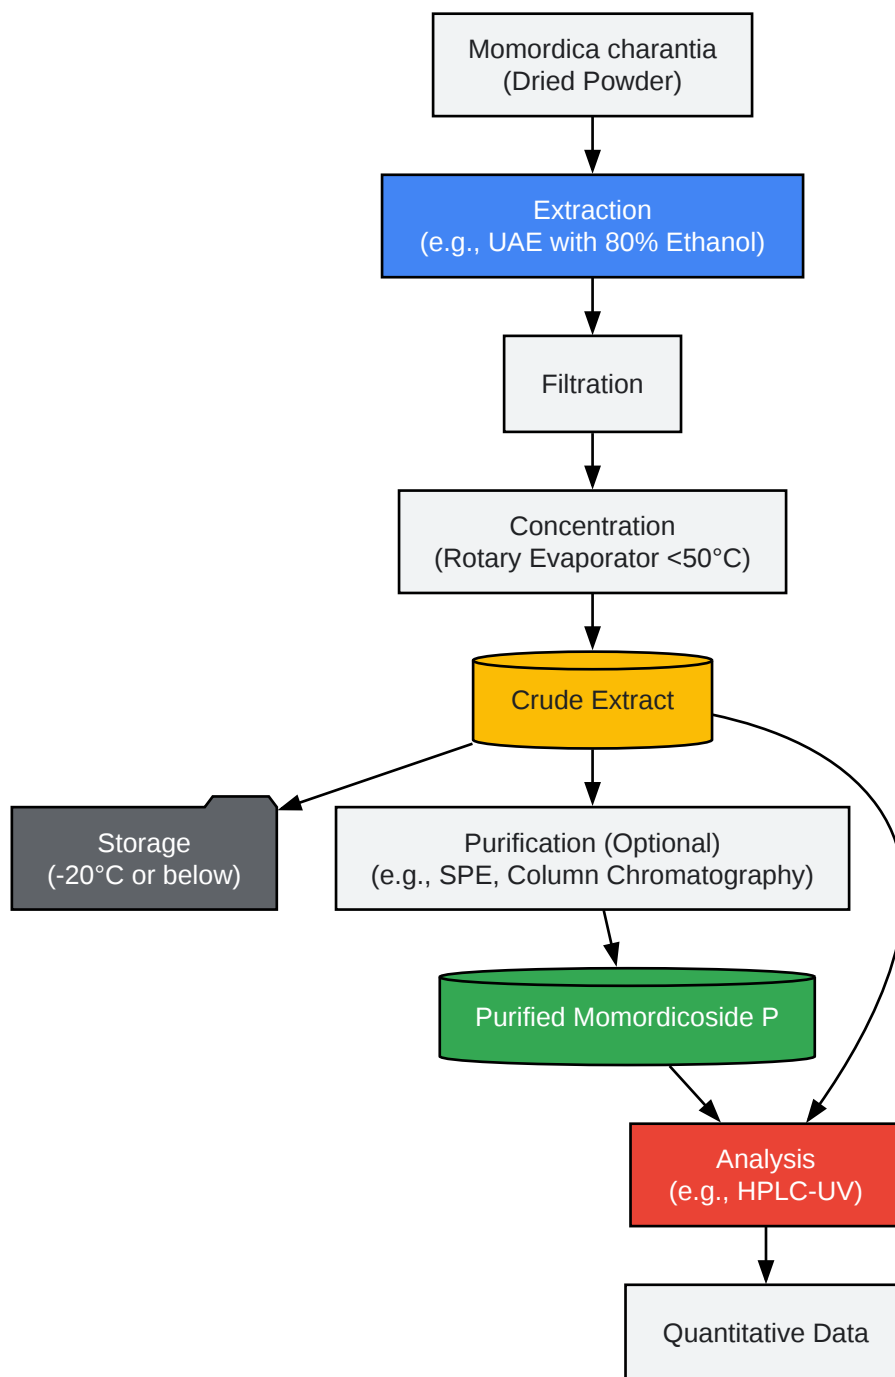 Momordica charantia
(Dried Powder)
Extraction
(e.g., UAE with 80% Ethanol)
Filtration
Concentration
(Rotary Evaporator <50°C)
Crude Extract
Storage
(-20°C or below)
Purification (Optional)
(e.g., SPE, Column Chromatography)
Purified Momordicoside P
Analysis
(e.g., HPLC-UV)
Quantitative Data